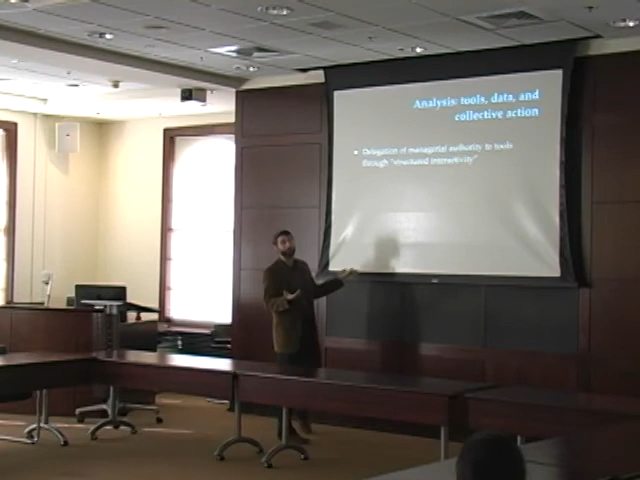 Analysis: tools, data, and
collective action
Delegation of managerial authority to tools
through "structured interactivity"